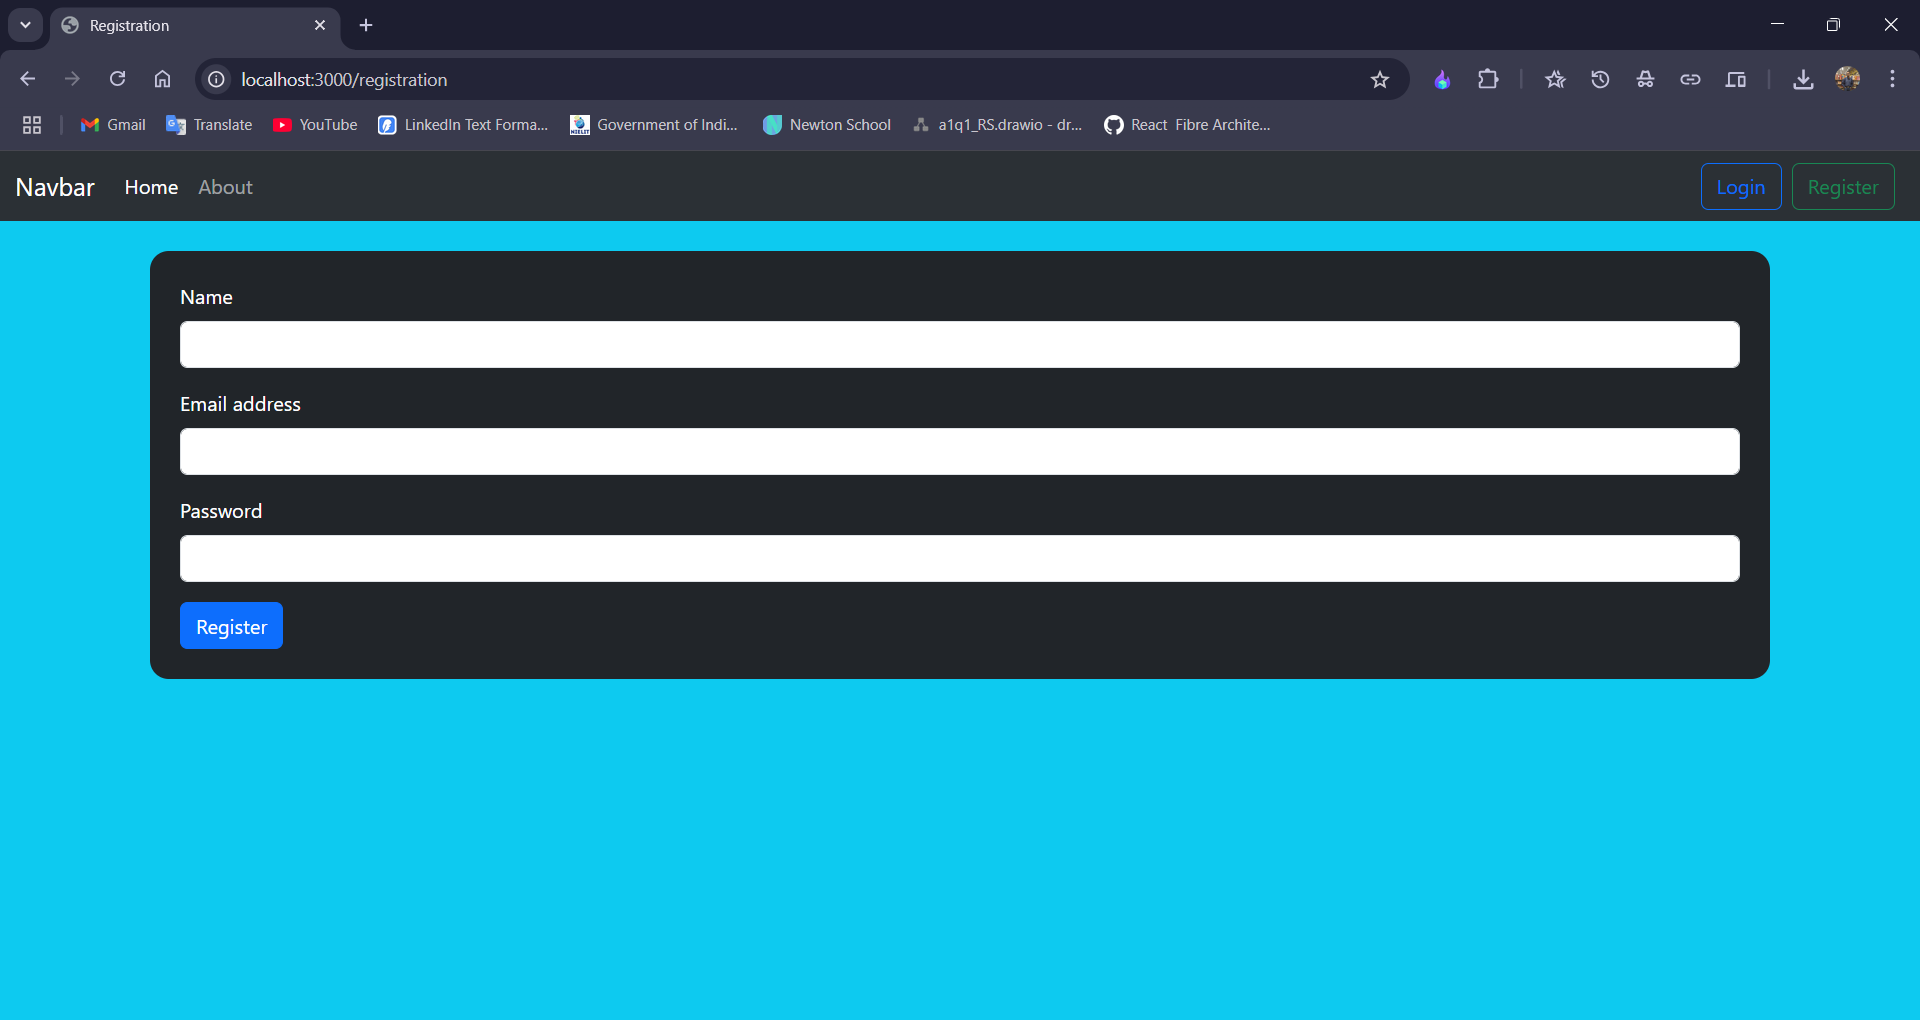 Registration
localhost:3000/registration
Gmail Translate YouTube LinkedIn Text Forma... Government of Indi... Newton School a1q1_RS.drawio - dr... React Fibre Archite...
Navbar Home About Login Register
Name
Email address
Password
Register